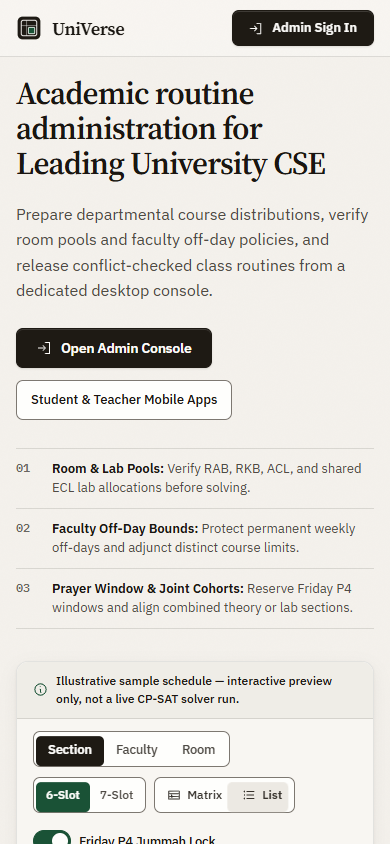 UniVerse
Admin Sign In
Academic routine
administration for
Leading University CSE
Prepare departmental course distributions, verify
room pools and faculty off-day policies, and
release conflict-checked class routines from a
dedicated desktop console.
Open Admin Console
Student & Teacher Mobile Apps
01 Room & Lab Pools: Verify RAB, RKB, ACL, and shared
ECL lab allocations before solving.
02 Faculty Off-Day Bounds: Protect permanent weekly
off-days and adjunct distinct course limits.
03 Prayer Window & Joint Cohorts: Reserve Friday P4
windows and align combined theory or lab sections.
Illustrative sample schedule — interactive preview
only, not a live CP-SAT solver run.
Section Faculty Room
6-Slot 7-Slot Matrix List
Friday P4 Jummah Lock